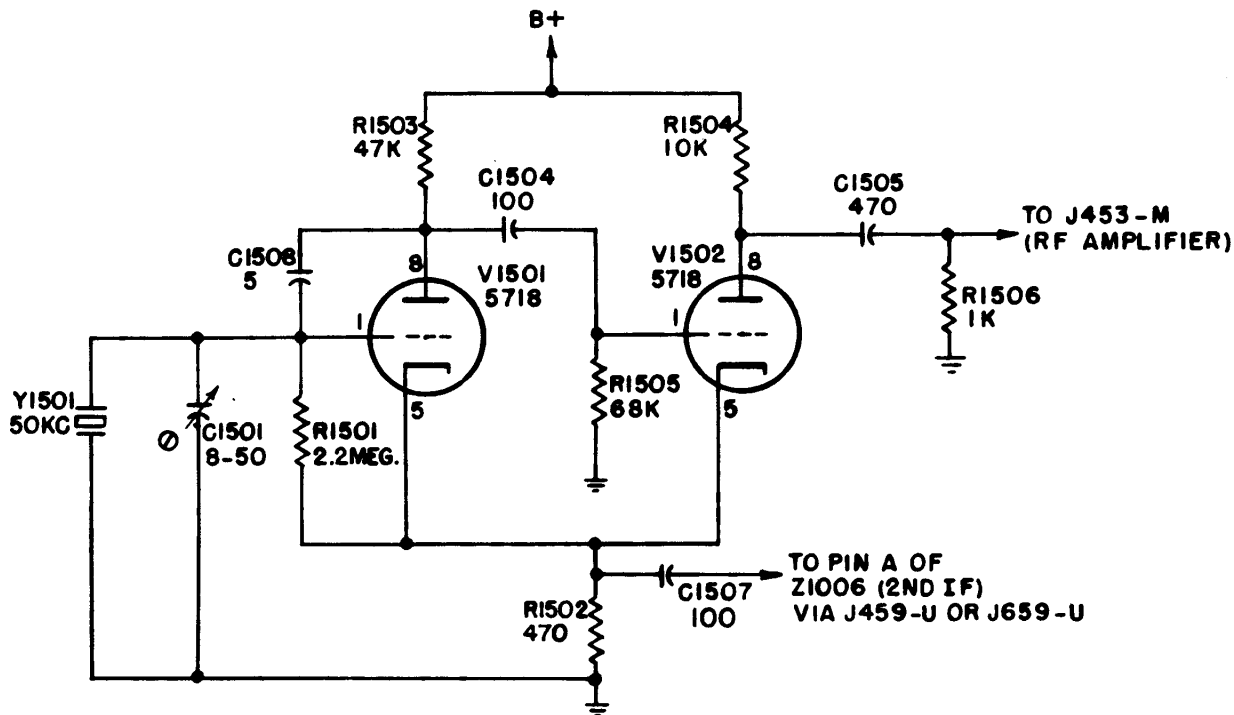 B+
R1503
47K
R1504
10K
C1504
100
C1505
470
TO J453-M
(RF AMPLIFIER)
C1508
5
8
V1501
5718
V1502
5718
8
R1506
1K
1
1
Y1501
50KC
C1501
8-50
R1501
2.2MEG.
5
R1505
68K
5
R1502
470
C1507
100
TO PIN A OF
Z1006 (2ND IF)
VIA J459-U OR J659-U